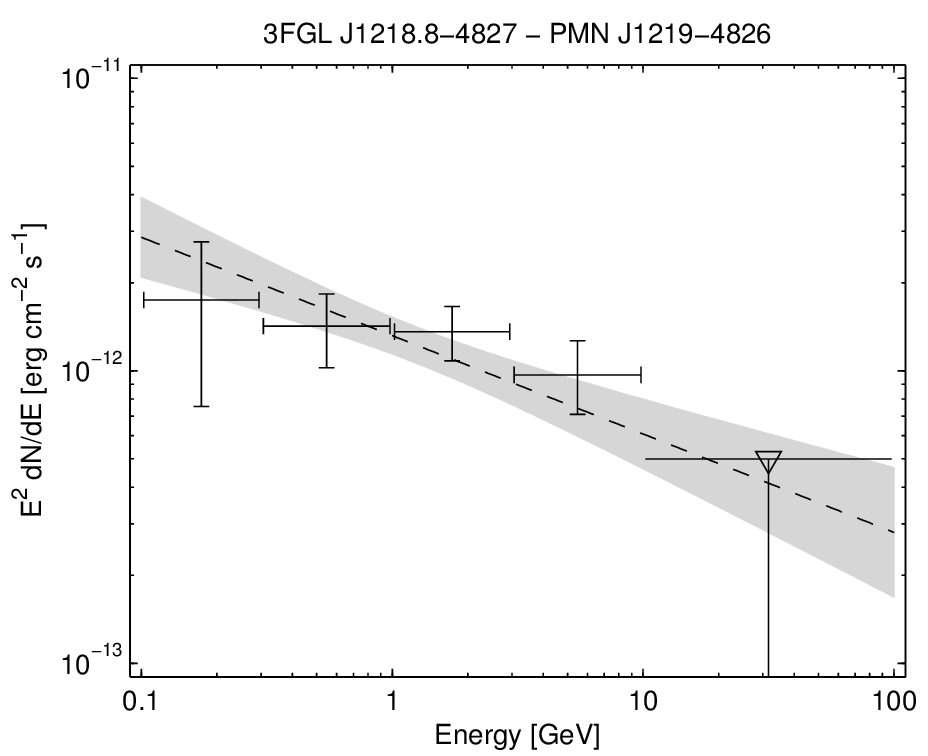 3FGL J1218.8−4827 − PMN J1219−4826
10⁻¹¹
10⁻¹²
10⁻¹³
E² dN/dE [erg cm⁻² s⁻¹]
0.1 1 10 100
Energy [GeV]